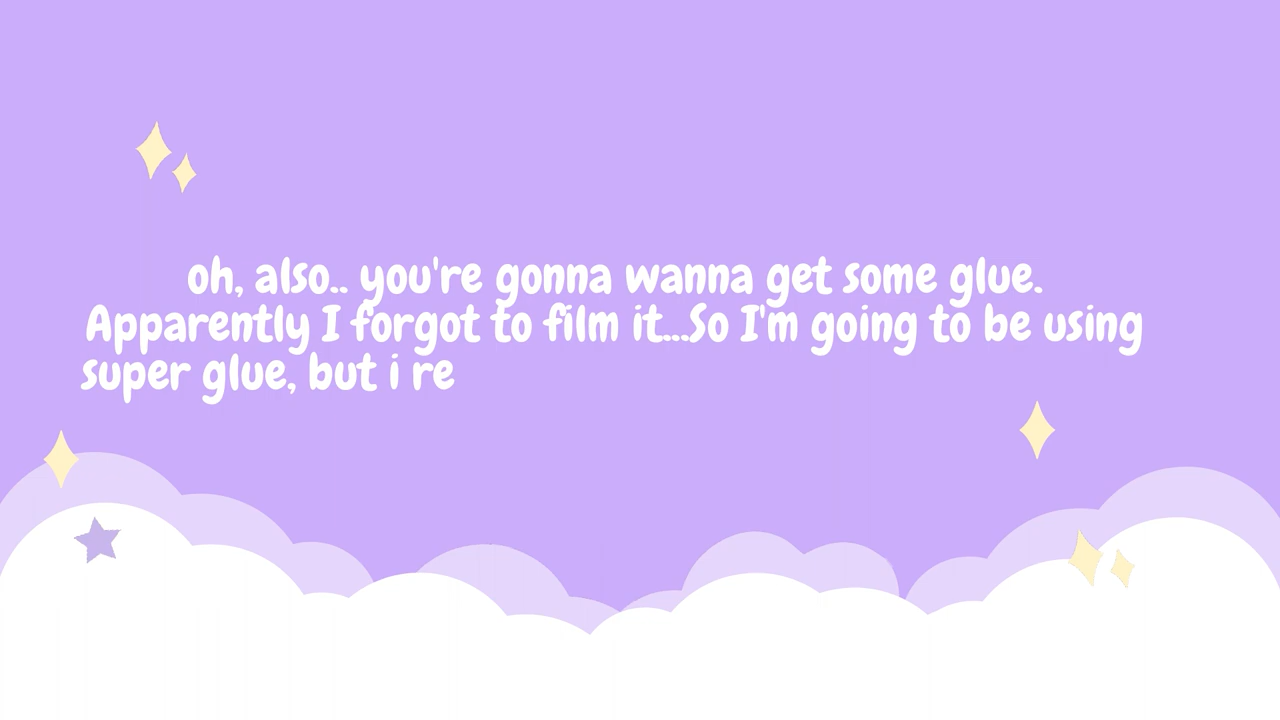 oh, also.. you're gonna wanna get some glue.
Apparently I forgot to film it...So I'm going to be using
super glue, but i re